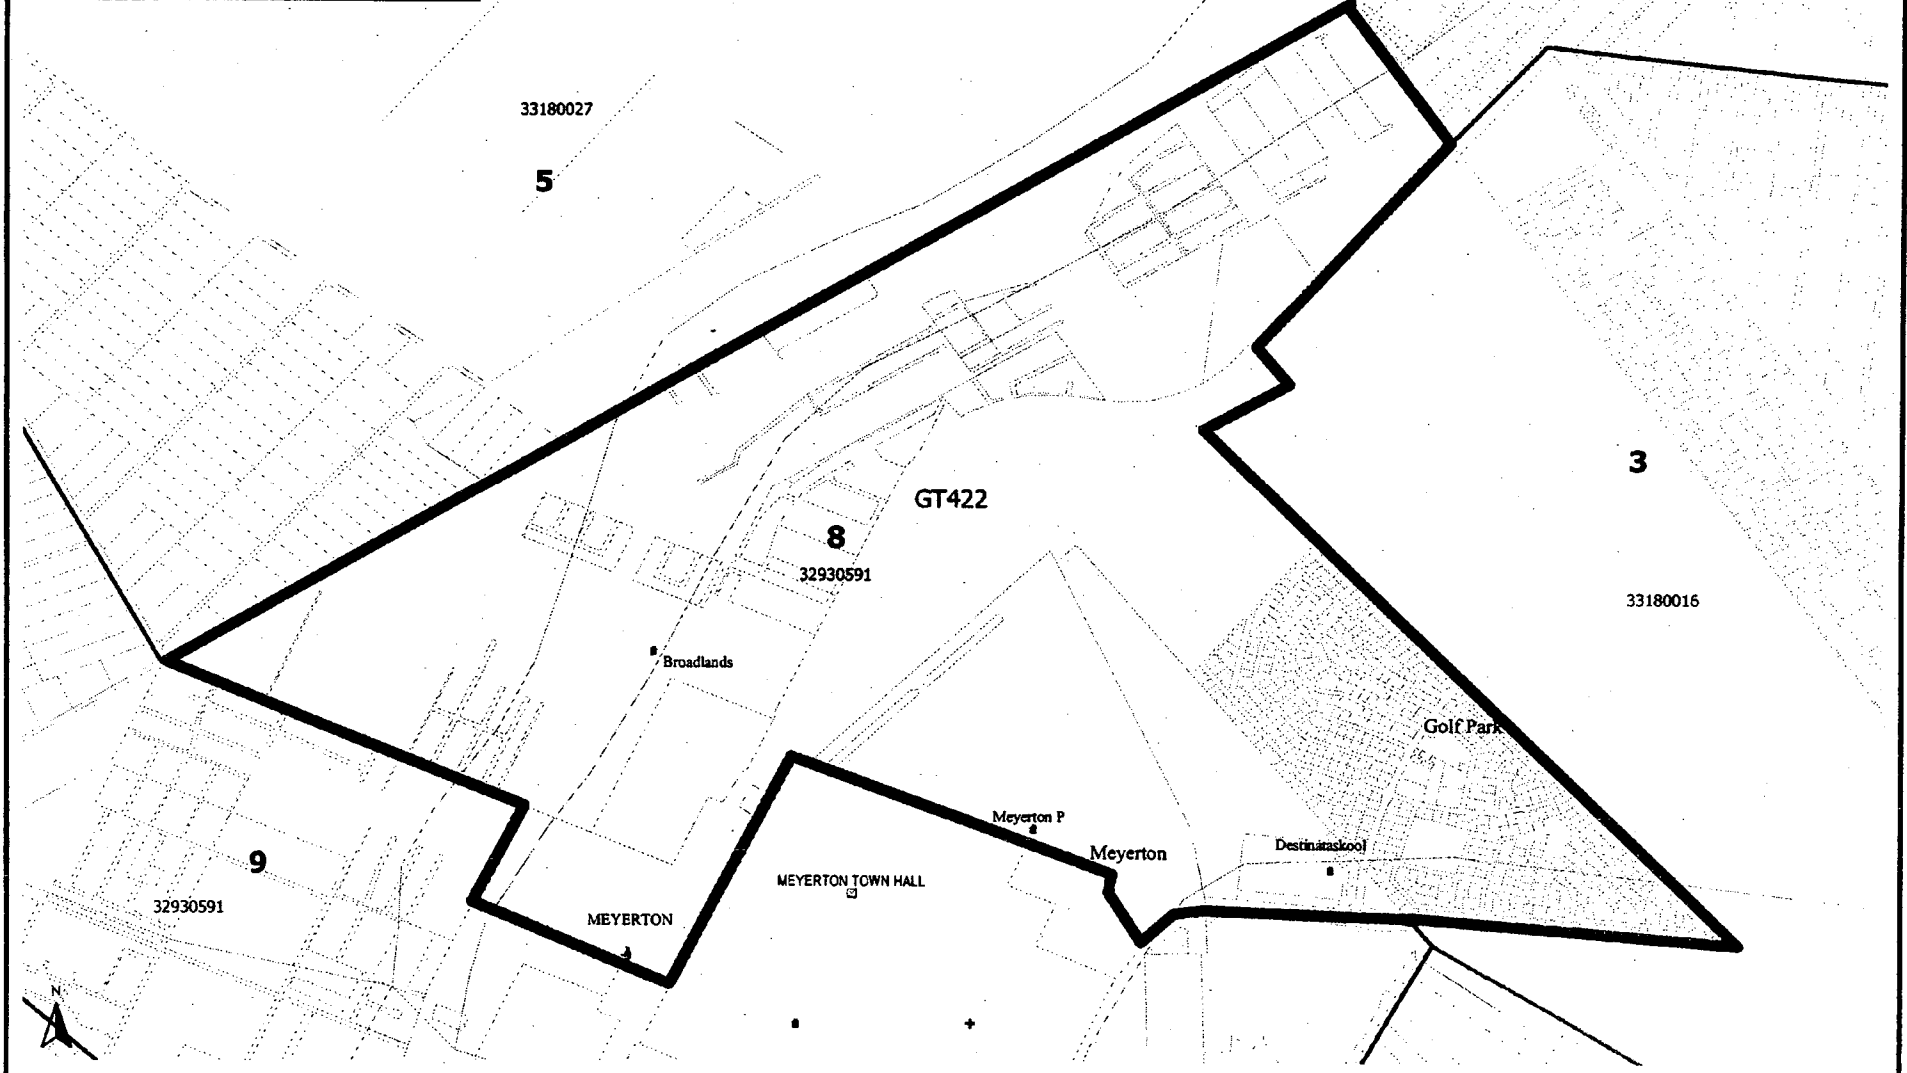 33180027
5
3
GT422
8
32930591
33180016
Broadlands
Golf Park
Meyerton P
Meyerton
Destinataskool
9
MEYERTON TOWN HALL
32930591
MEYERTON
N